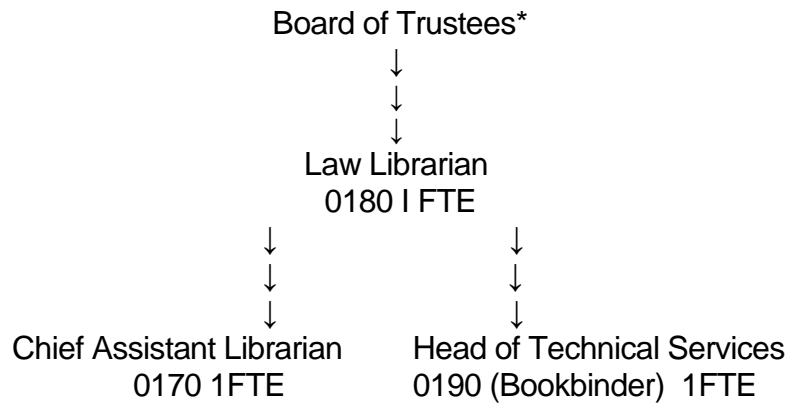 Board of Trustees*
↓
↓
↓
Law Librarian
0180 I FTE
↓ ↓
↓ ↓
↓ ↓
Chief Assistant Librarian Head of Technical Services
0170 1FTE 0190 (Bookbinder) 1FTE